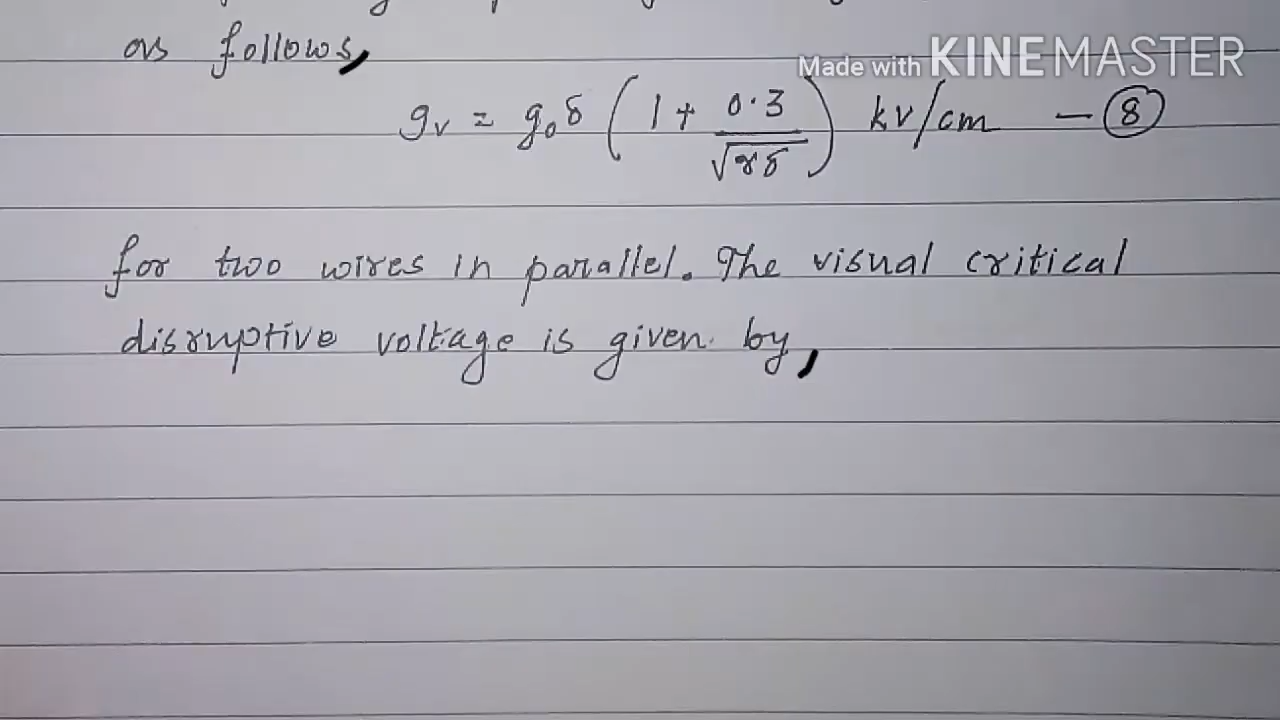 as follows,
Made with KINEMASTER
gv = g₀δ ( 1 + 0.3 / √rδ ) kv/cm — ⑧
for two wires in parallel. The visual critical
disruptive voltage is given by,